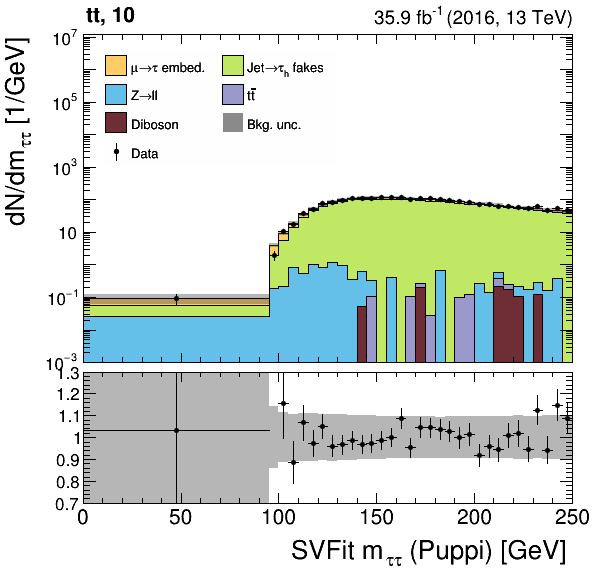 tt, 10
35.9 fb⁻¹ (2016, 13 TeV)
dN/dm_ττ [1/GeV]
10⁷
10⁵
10³
10
10⁻¹
10⁻³
μ→τ embed.
Jet→τ_h fakes
Z→ll
tt̄
Diboson
Bkg. unc.
Data
1.3
1.2
1.1
1
0.9
0.8
0.7
0
50
100
150
200
250
SVFit m_ττ (Puppi) [GeV]